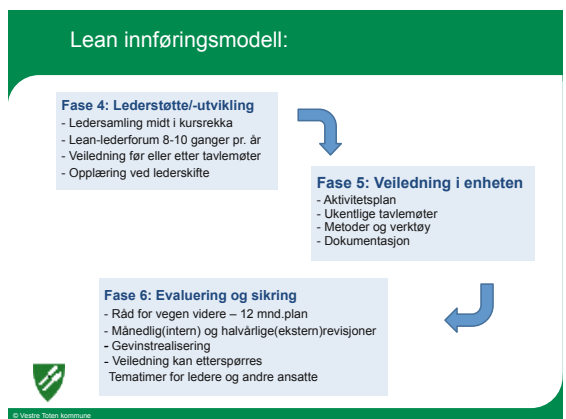 Lean innføringsmodell:
Fase 4: Lederstøtte/-utvikling
- Ledersamling midt i kursrekka
- Lean-lederforum 8-10 ganger pr. år
- Veiledning før eller etter tavlemøter
- Opplæring ved lederskifte
Fase 5: Veiledning i enheten
- Aktivitetsplan
- Ukentlige tavlemøter
- Metoder og verktøy
- Dokumentasjon
Fase 6: Evaluering og sikring
- Råd for vegen videre – 12 mnd.plan
- Månedlig(intern) og halvårlige(ekstern)revisjoner
- Gevinstrealisering
- Veiledning kan etterspørres
Tematimer for ledere og andre ansatte
© Vestre Toten kommune